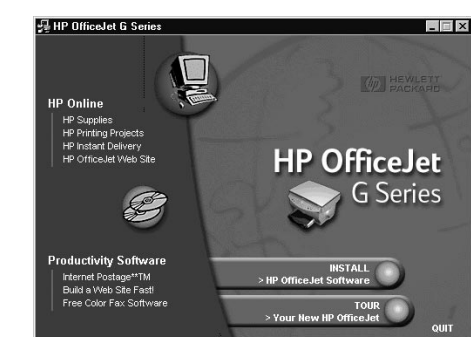 HP OfficeJet G Series
HEWLETT
PACKARD
HP Online
HP Supplies
HP Printing Projects
HP Instant Delivery
HP OfficeJet Web Site
HP OfficeJet
G Series
Productivity Software
Internet Postage**TM
Build a Web Site Fast!
Free Color Fax Software
INSTALL
> HP OfficeJet Software
TOUR
> Your New HP OfficeJet
QUIT